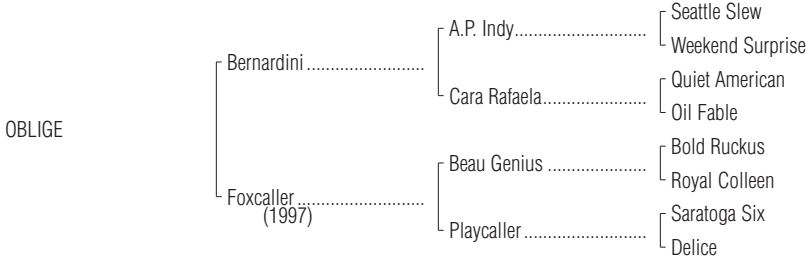 Seattle Slew
A.P. Indy..............................
Weekend Surprise
Bernardini ...........................
Quiet American
Cara Rafaela........................
Oil Fable
OBLIGE
Bold Ruckus
Beau Genius .......................
Royal Colleen
Foxcaller .............................
(1997)
Saratoga Six
Playcaller ............................
Delice